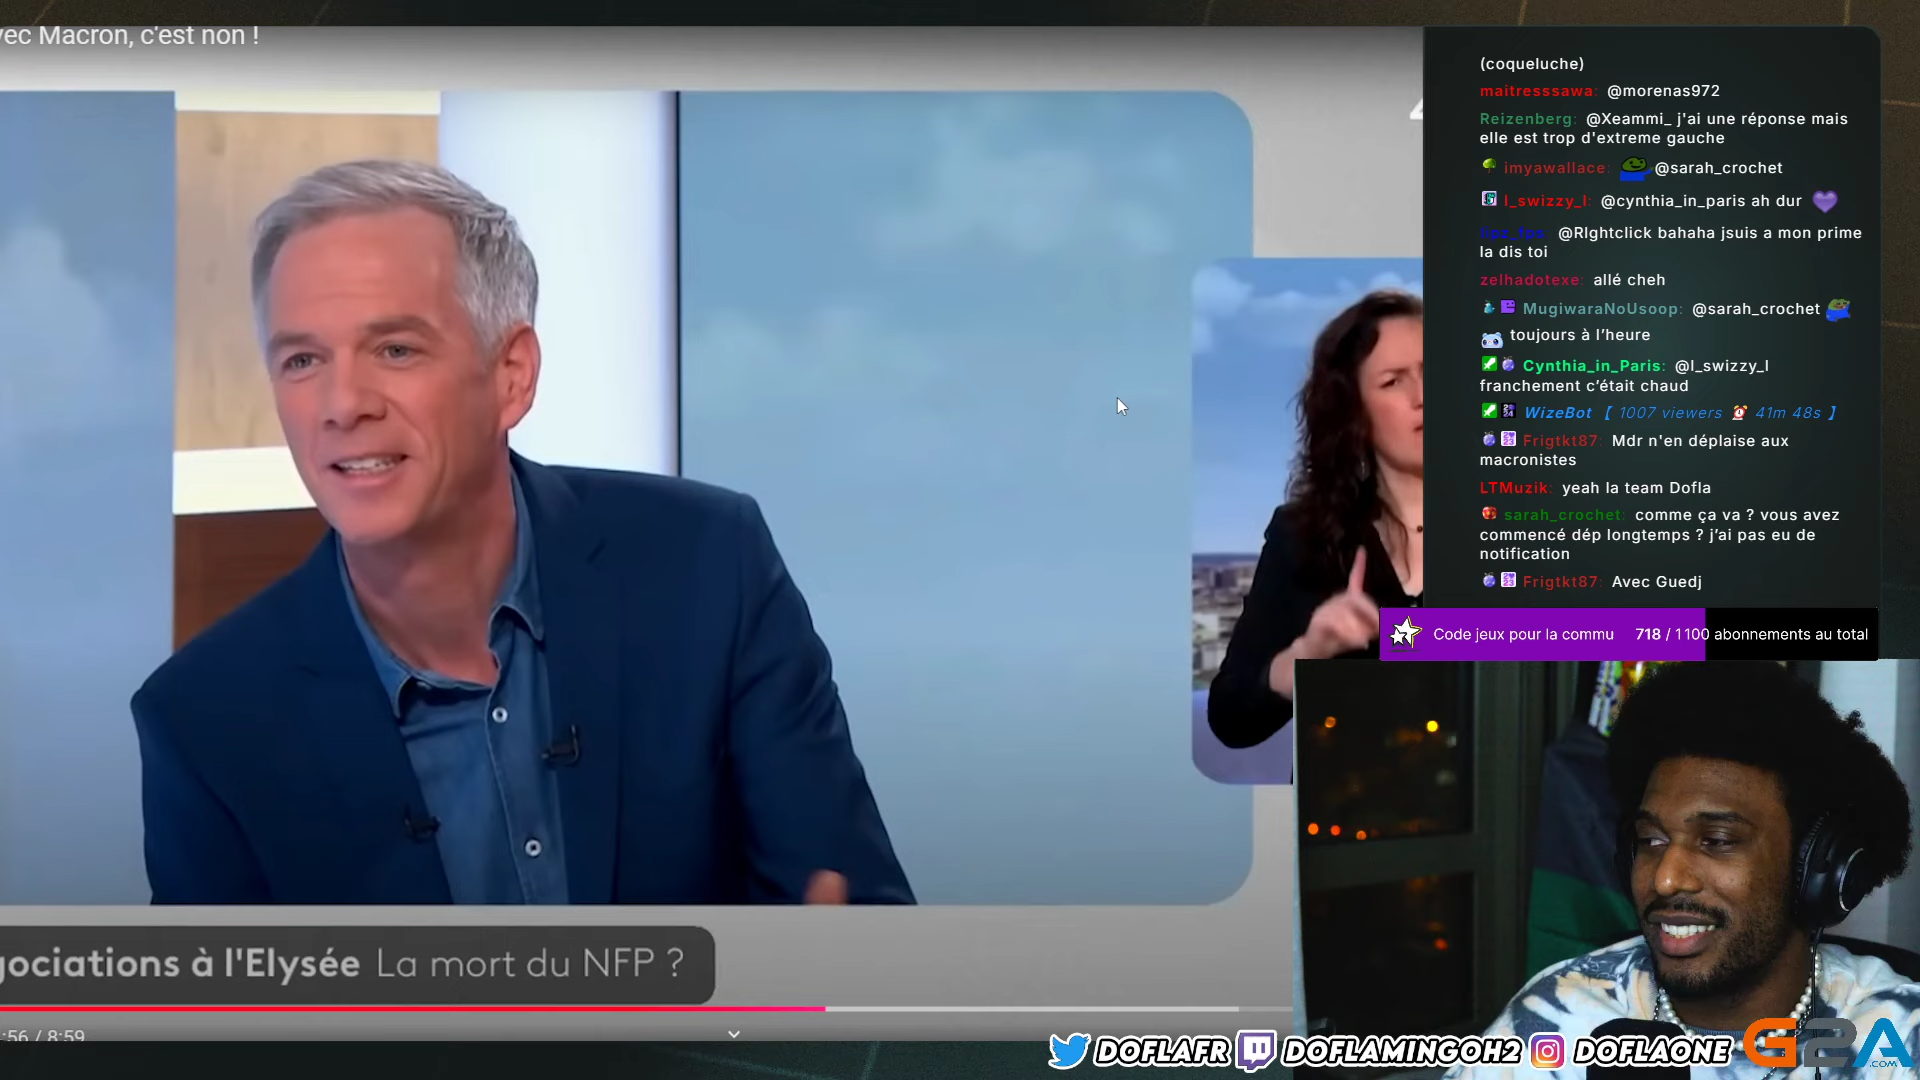 vec Macron, c'est non !
(coqueluche)
maitresssawa: @morenas972
Reizenberg: @Xeammi_ j'ai une réponse mais
elle est trop d'extreme gauche
imyawallace: @sarah_crochet
l_swizzy_l: @cynthia_in_paris ah dur
@RIghtclick bahaha jsuis a mon prime
la dis toi
zelhadotexe: allé cheh
MugiwaraNoUsoop: @sarah_crochet
toujours à l'heure
Cynthia_in_Paris: @l_swizzy_l
franchement c'était chaud
WizeBot 【 1007 viewers ⏰ 41m 48s 】
Frigtkt87: Mdr n'en déplaise aux
macronistes
LTMuzik: yeah la team Dofla
sarah_crochet: comme ça va ? vous avez
commencé dép longtemps ? j'ai pas eu de
notification
Frigtkt87: Avec Guedj
Code jeux pour la commu 718 / 1100 abonnements au total
gociations à l'Elysée La mort du NFP ?
:56 / 8:59
DOFLAFR DOFLAMINGOH2 DOFLAONE G2A
.COM